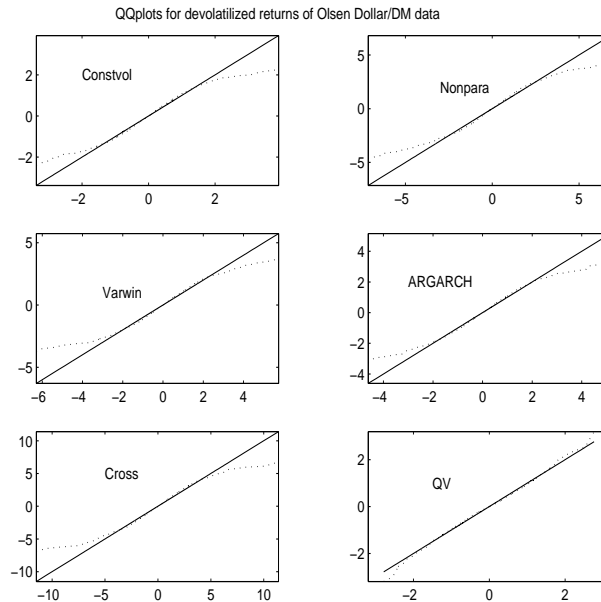 QQplots for devolatilized returns of Olsen Dollar/DM data
Constvol
2
0
−2
−2 0 2
Nonpara
5
0
−5
−5 0 5
Varwin
5
0
−5
−6 −4 −2 0 2 4
ARGARCH
4
2
0
−2
−4
−4 −2 0 2 4
Cross
10
5
0
−5
−10
−10 −5 0 5 10
QV
2
0
−2
−2 0 2